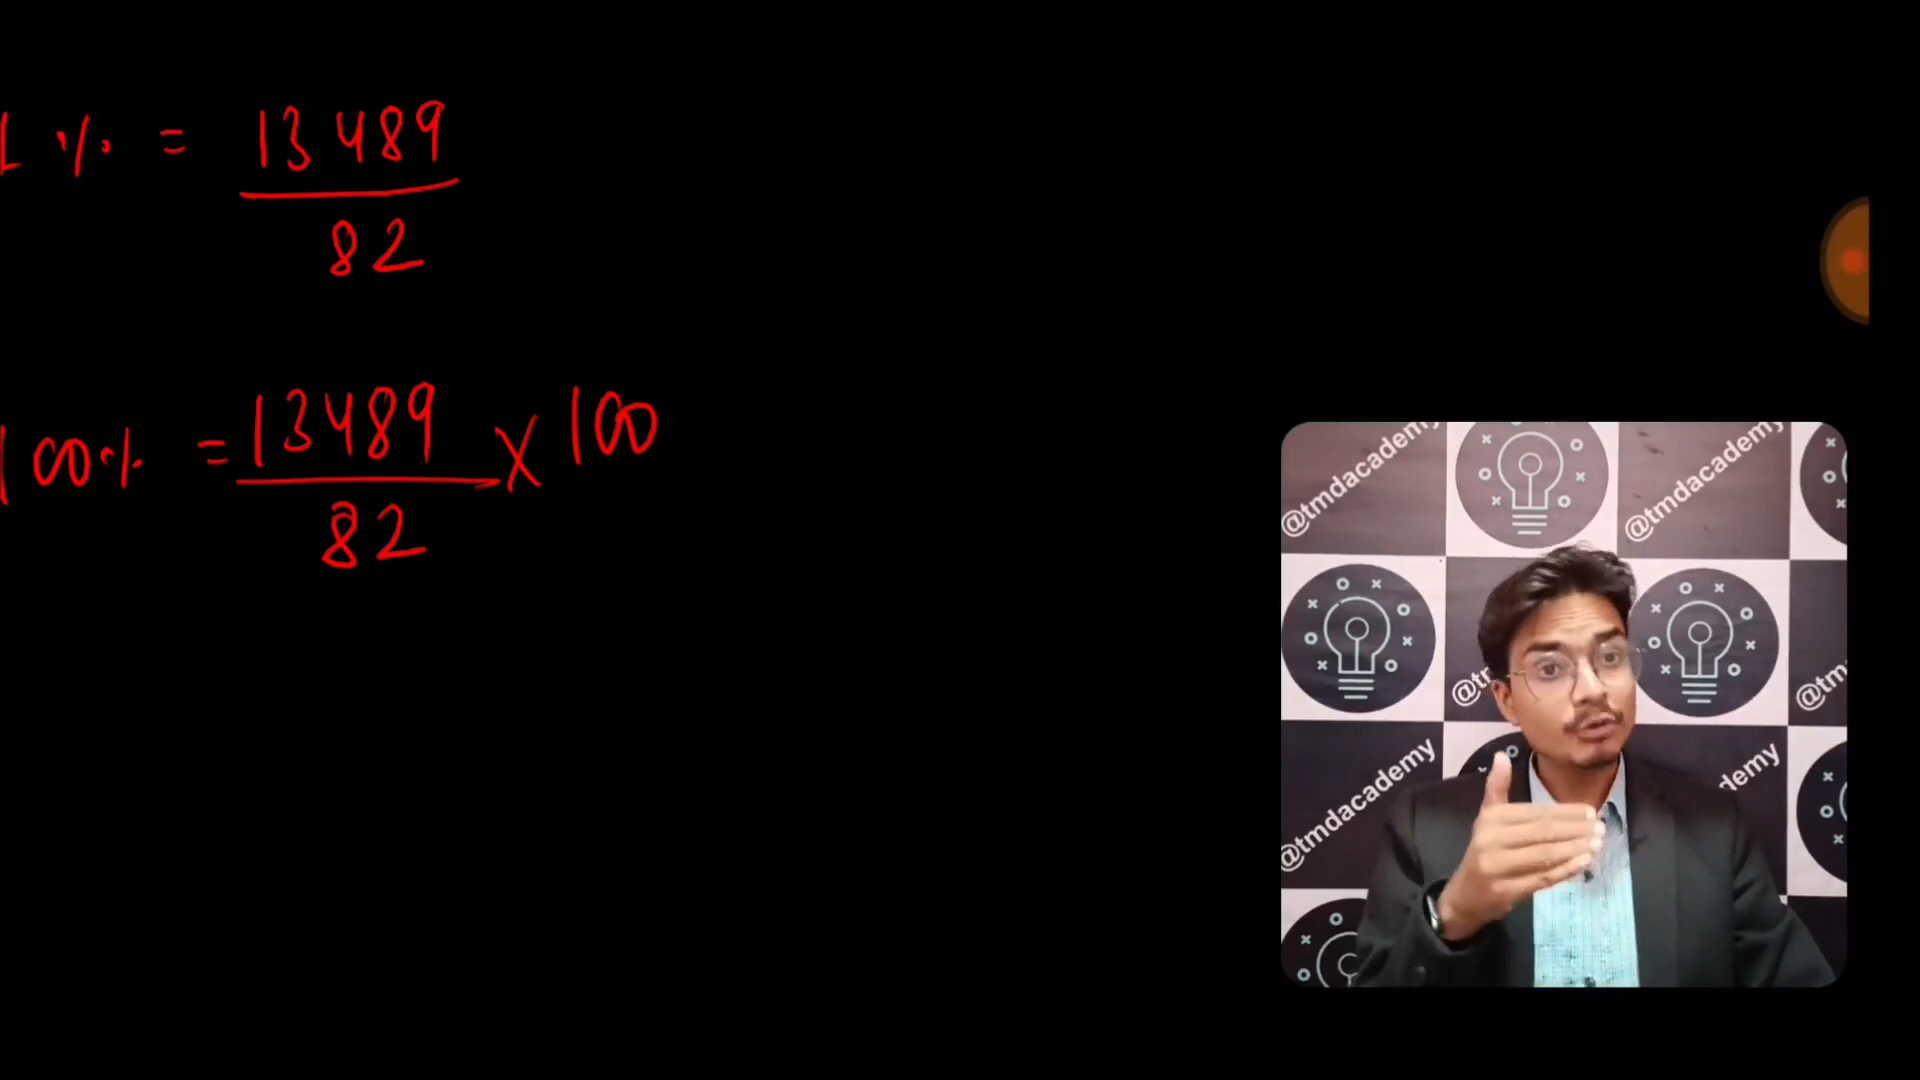 1 % = 13489
82
100% = 13489 × 100
82
@tmdacademy
@tmdacademy
@tmdacademy